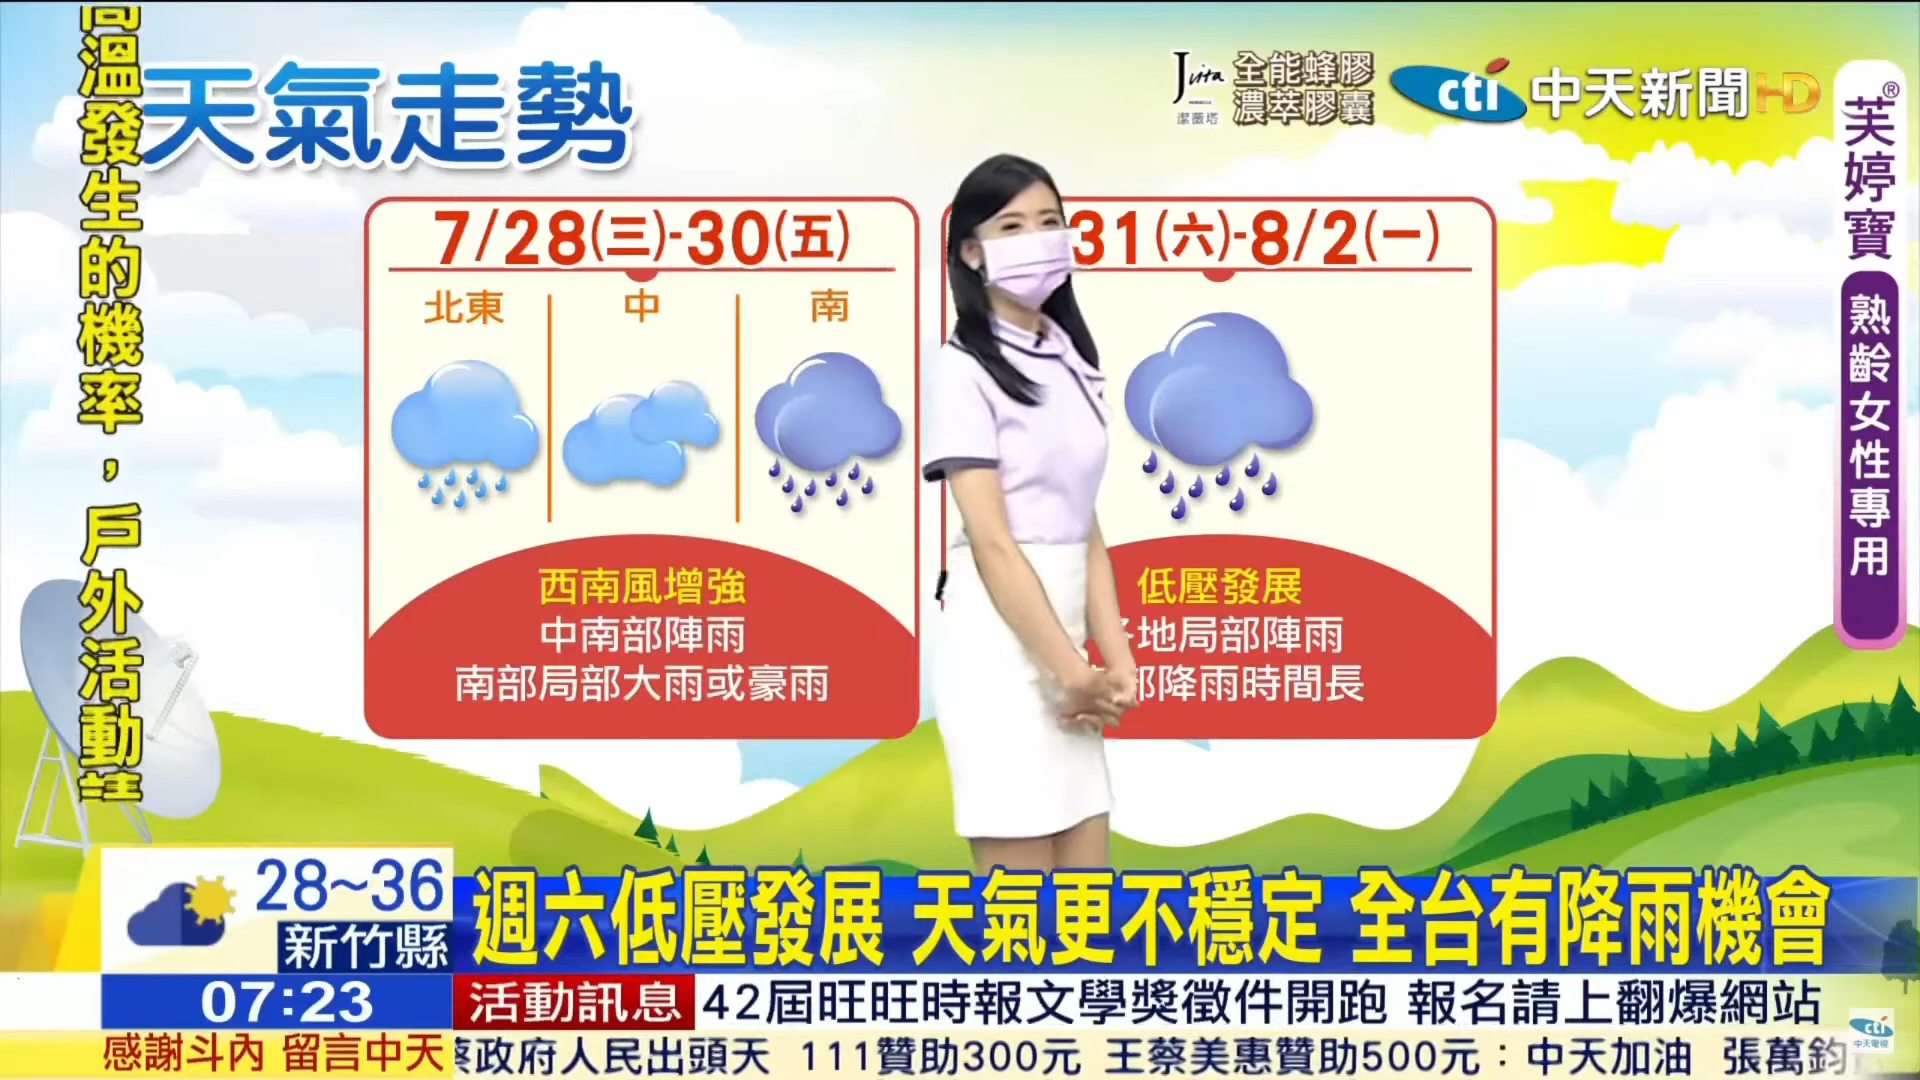 高溫發生的機率，戶外活動請
天氣走勢
Jvita
潔薇塔
全能蜂膠
濃萃膠囊
cti 中天新聞HD
芙婷寶®
熟齡女性專用
7/28(三)-30(五)
北東
中
南
西南風增強
中南部陣雨
南部局部大雨或豪雨
31(六)-8/2(一)
低壓發展
地局部陣雨
部降雨時間長
28~36
新竹縣
週六低壓發展 天氣更不穩定 全台有降雨機會
07:23
活動訊息
42屆旺旺時報文學獎徵件開跑 報名請上翻爆網站
感謝斗內 留言中天
蔡政府人民出頭天 111贊助300元 王蔡美惠贊助500元：中天加油 張萬鈞
cti
中天電視